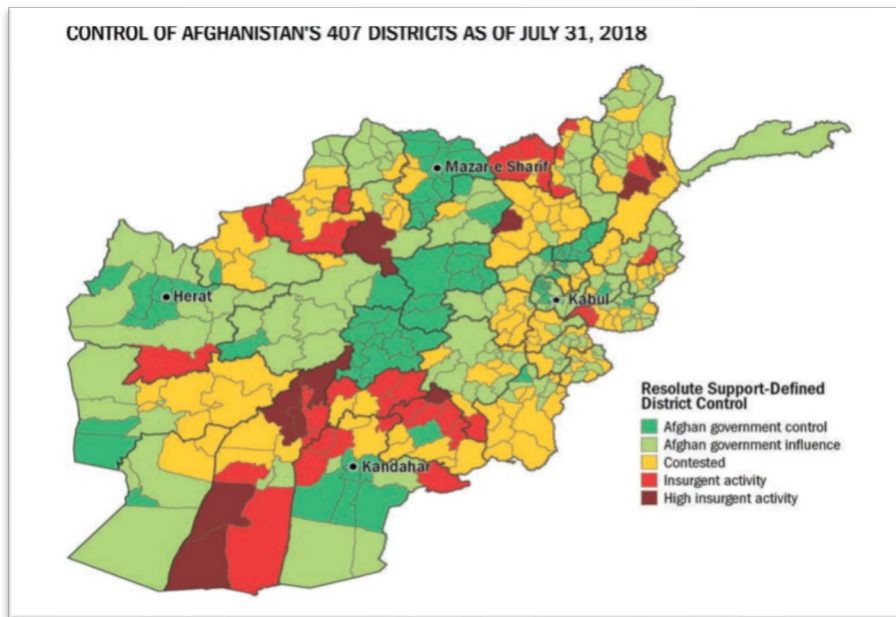 CONTROL OF AFGHANISTAN'S 407 DISTRICTS AS OF JULY 31, 2018
Mazar-e Sharif
Herat
Kabul
Kandahar
Resolute Support-Defined
District Control
Afghan government control
Afghan government influence
Contested
Insurgent activity
High insurgent activity